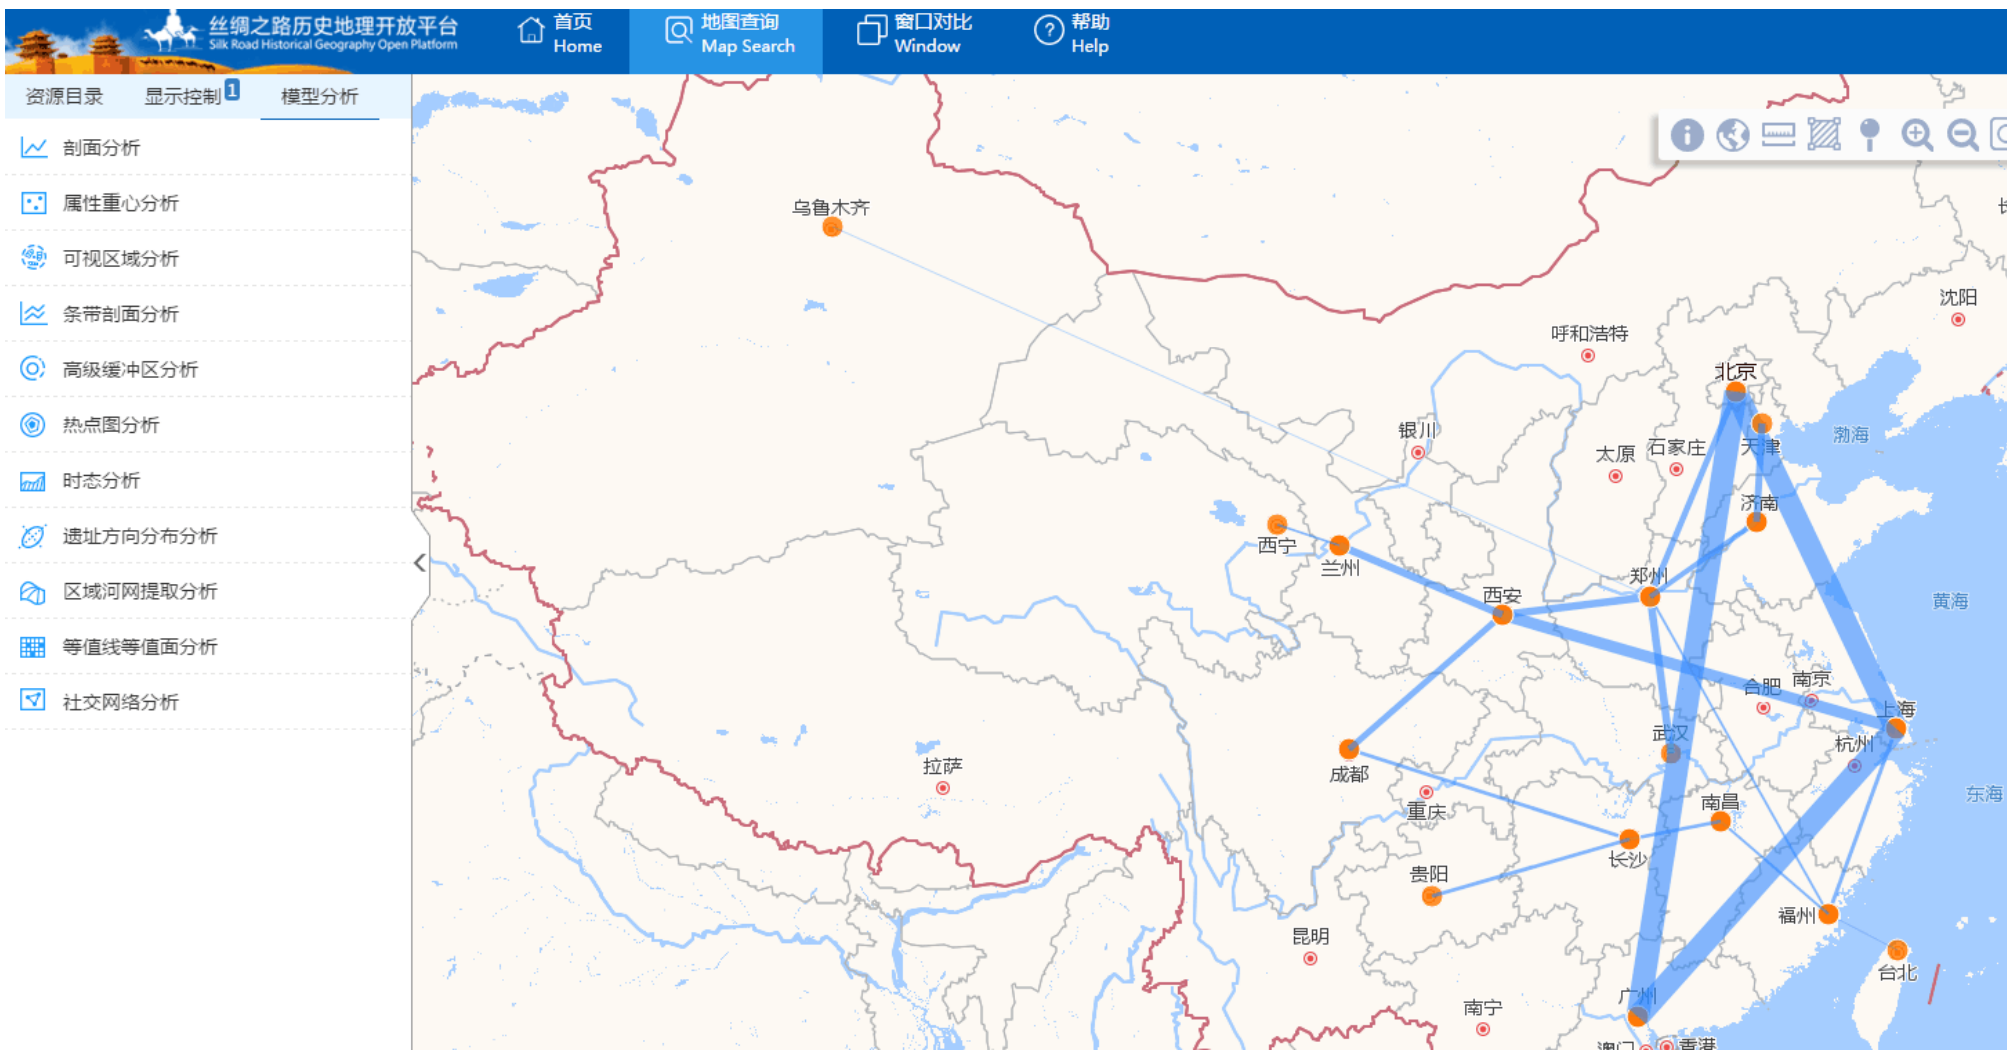 丝绸之路历史地理开放平台
Silk Road Historical Geography Open Platform
首页
Home
地图查询
Map Search
窗口对比
Window
帮助
Help
资源目录
显示控制 1
模型分析
剖面分析
属性重心分析
可视区域分析
条带剖面分析
高级缓冲区分析
热点图分析
时态分析
遗址方向分布分析
区域河网提取分析
等值线等值面分析
社交网络分析
乌鲁木齐
沈阳
呼和浩特
北京
银川
渤海
太原
石家庄
天津
济南
西宁
兰州
郑州
西安
黄海
合肥
南京
上海
武汉
杭州
拉萨
成都
重庆
南昌
东海
长沙
贵阳
福州
昆明
台北
广州
南宁
澳门
香港